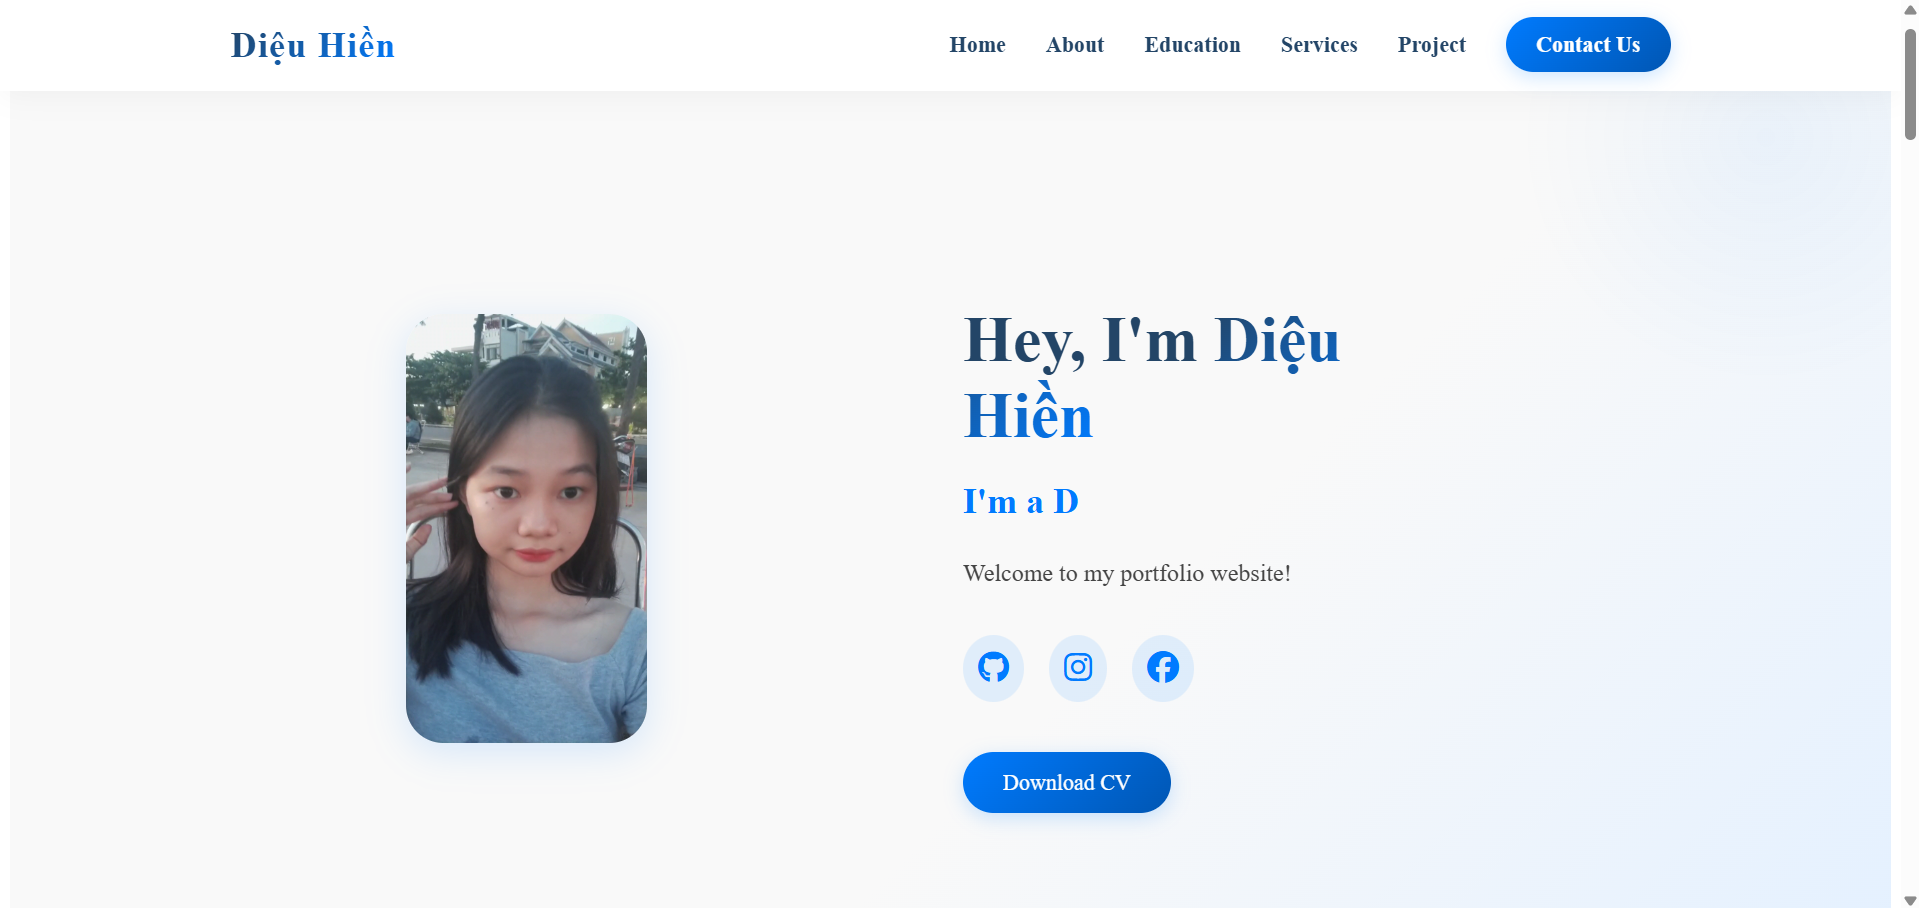 Diệu Hiền
Home About Education Services Project Contact Us
Hey, I'm Diệu
Hiền
I'm a D
Welcome to my portfolio website!
Download CV